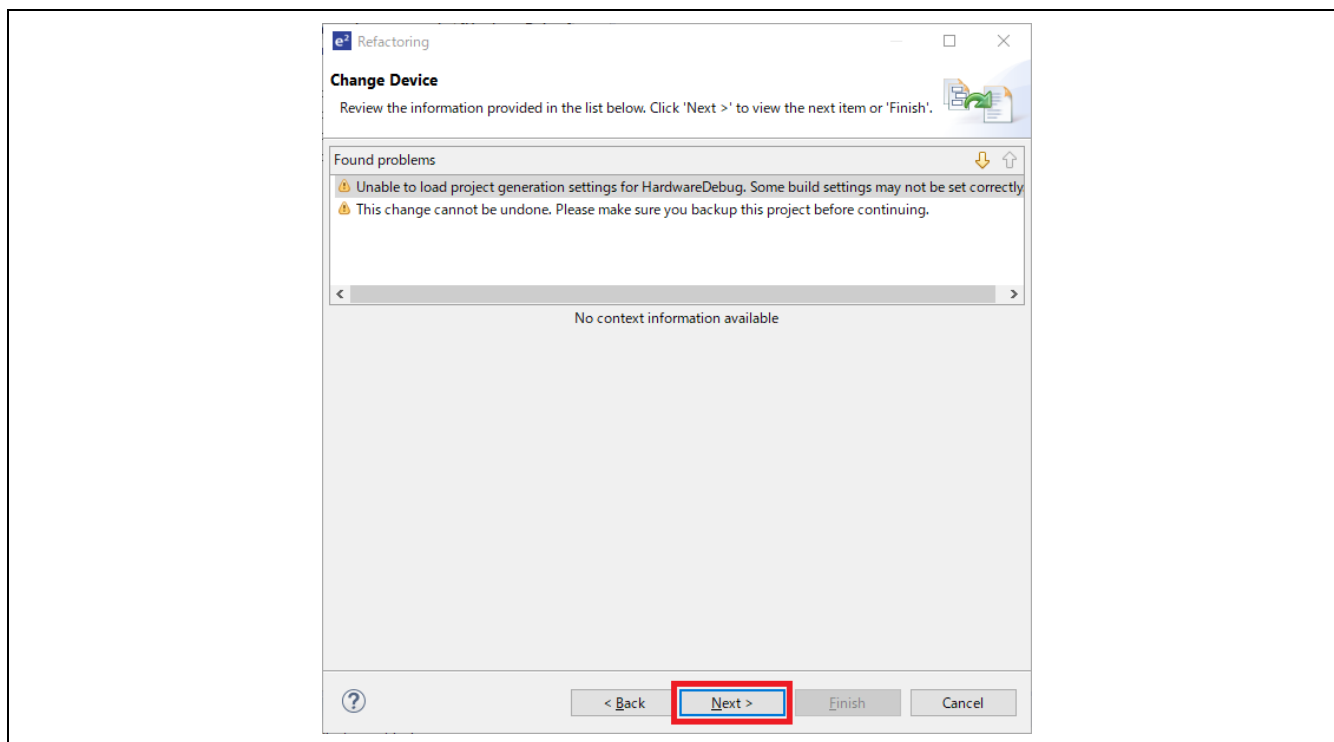 e² Refactoring
Change Device
Review the information provided in the list below. Click 'Next >' to view the next item or 'Finish'.
Found problems
Unable to load project generation settings for HardwareDebug. Some build settings may not be set correctly
This change cannot be undone. Please make sure you backup this project before continuing.
No context information available
? < Back Next > Finish Cancel